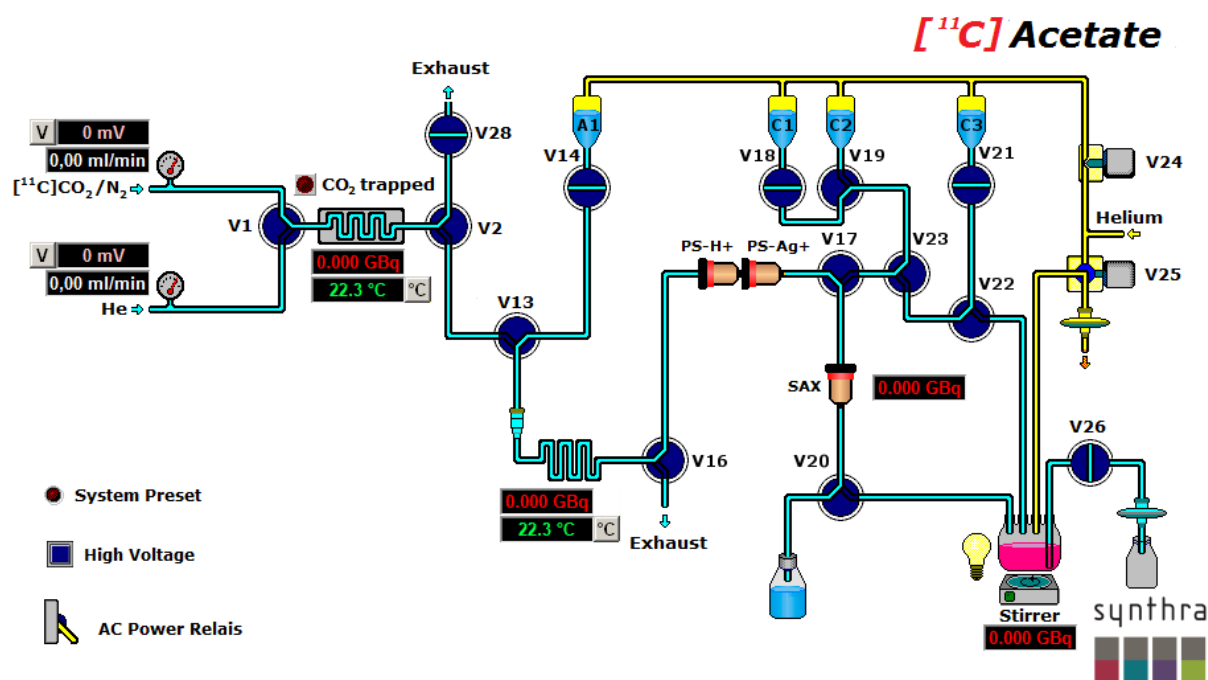 [¹¹C] Acetate
Exhaust
V 0 mV
0,00 ml/min
[¹¹C]CO₂/N₂
V28
A1
C1
C2
C3
V14
V18
V19
V21
V24
CO₂ trapped
V1
V2
Helium
V 0 mV
0,00 ml/min
He
0.000 GBq
22.3 °C °C
PS-H+
PS-Ag+
V17
V23
V25
V22
V13
SAX
0.000 GBq
V26
V16
V20
0.000 GBq
22.3 °C °C
Exhaust
System Preset
High Voltage
AC Power Relais
Stirrer
0.000 GBq
synthra